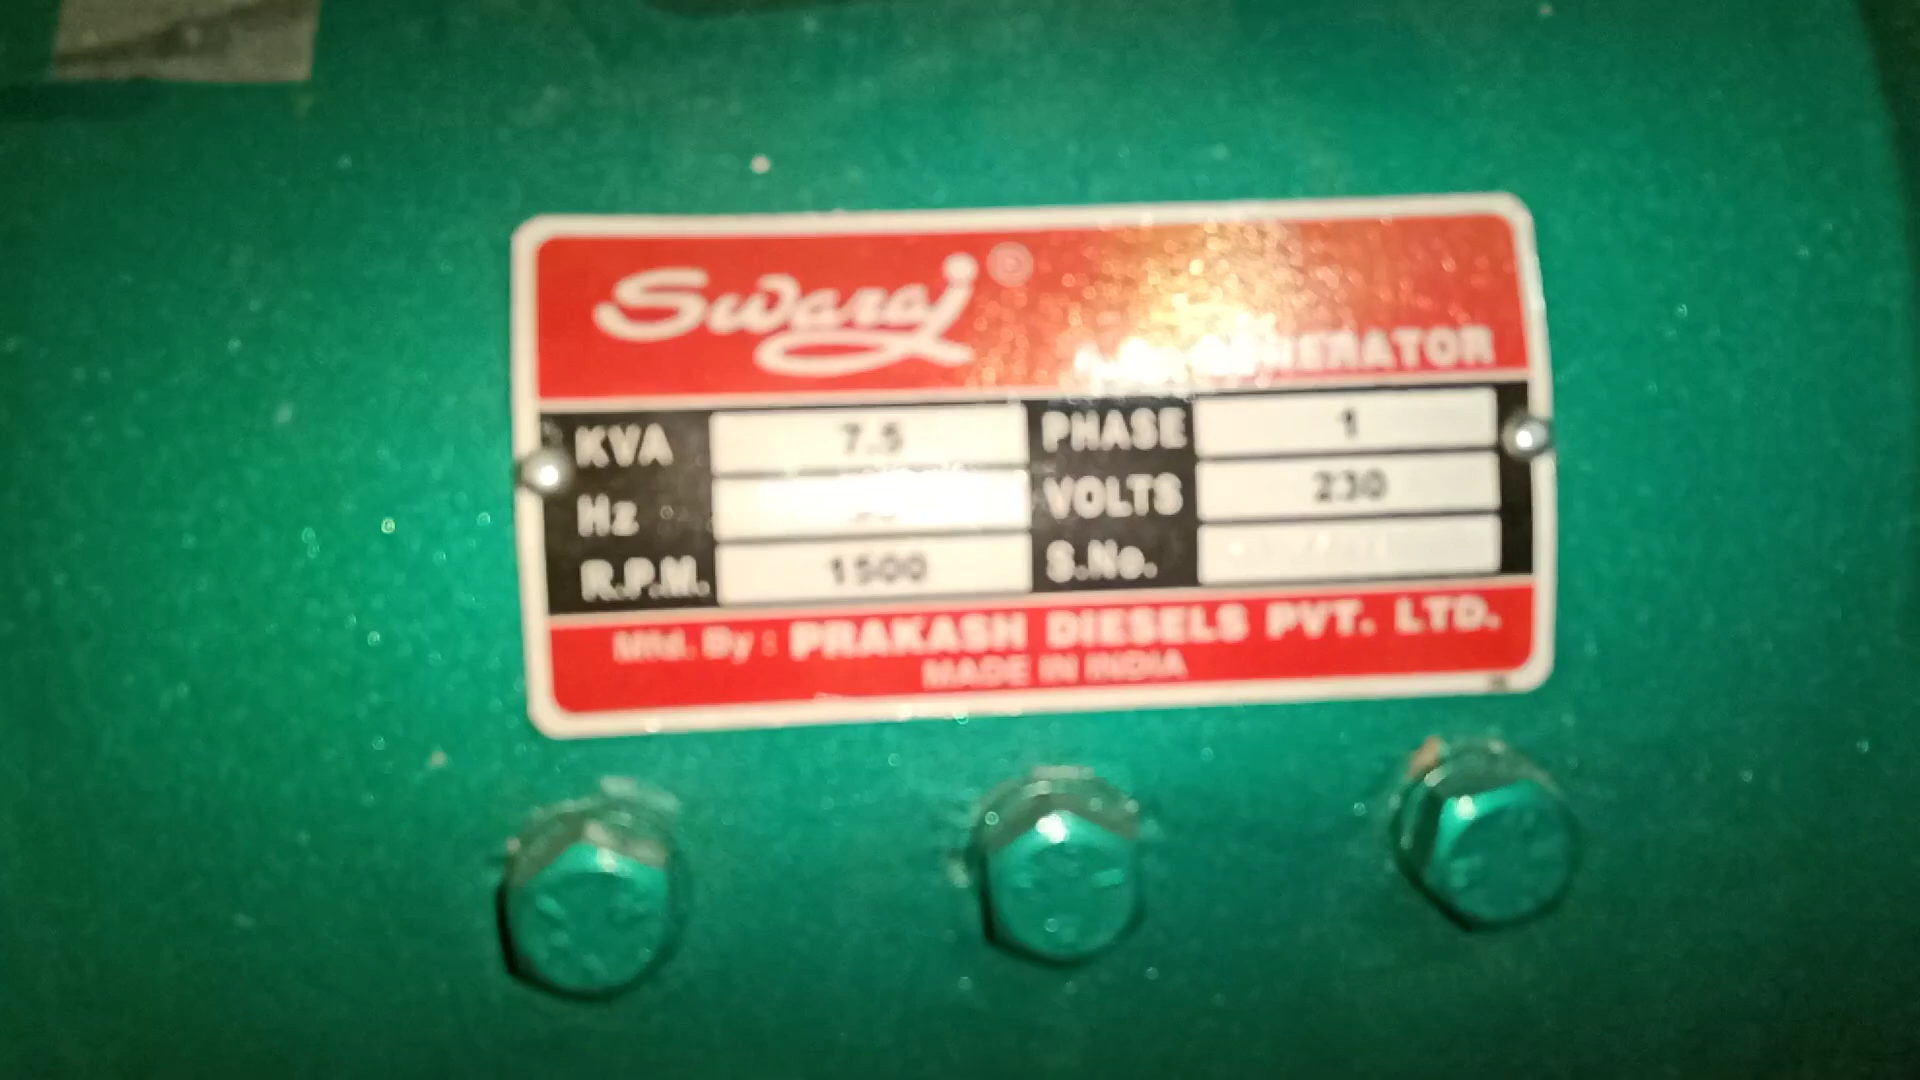 Swaraj ®
GENERATOR
KVA 7.5 PHASE 1
Hz VOLTS 230
R.P.M. 1500 S.No.
Mfd. By : PRAKASH DIESELS PVT. LTD.
MADE IN INDIA